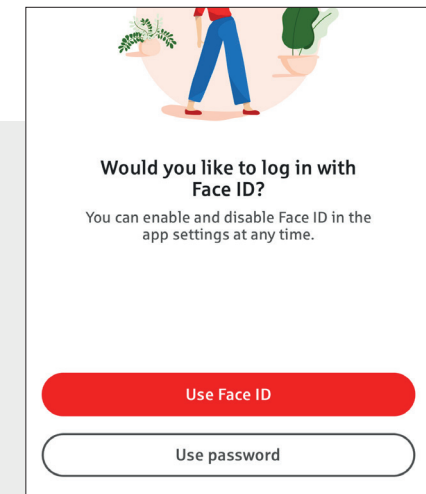 Would you like to log in with
Face ID?
You can enable and disable Face ID in the
app settings at any time.
Use Face ID
Use password